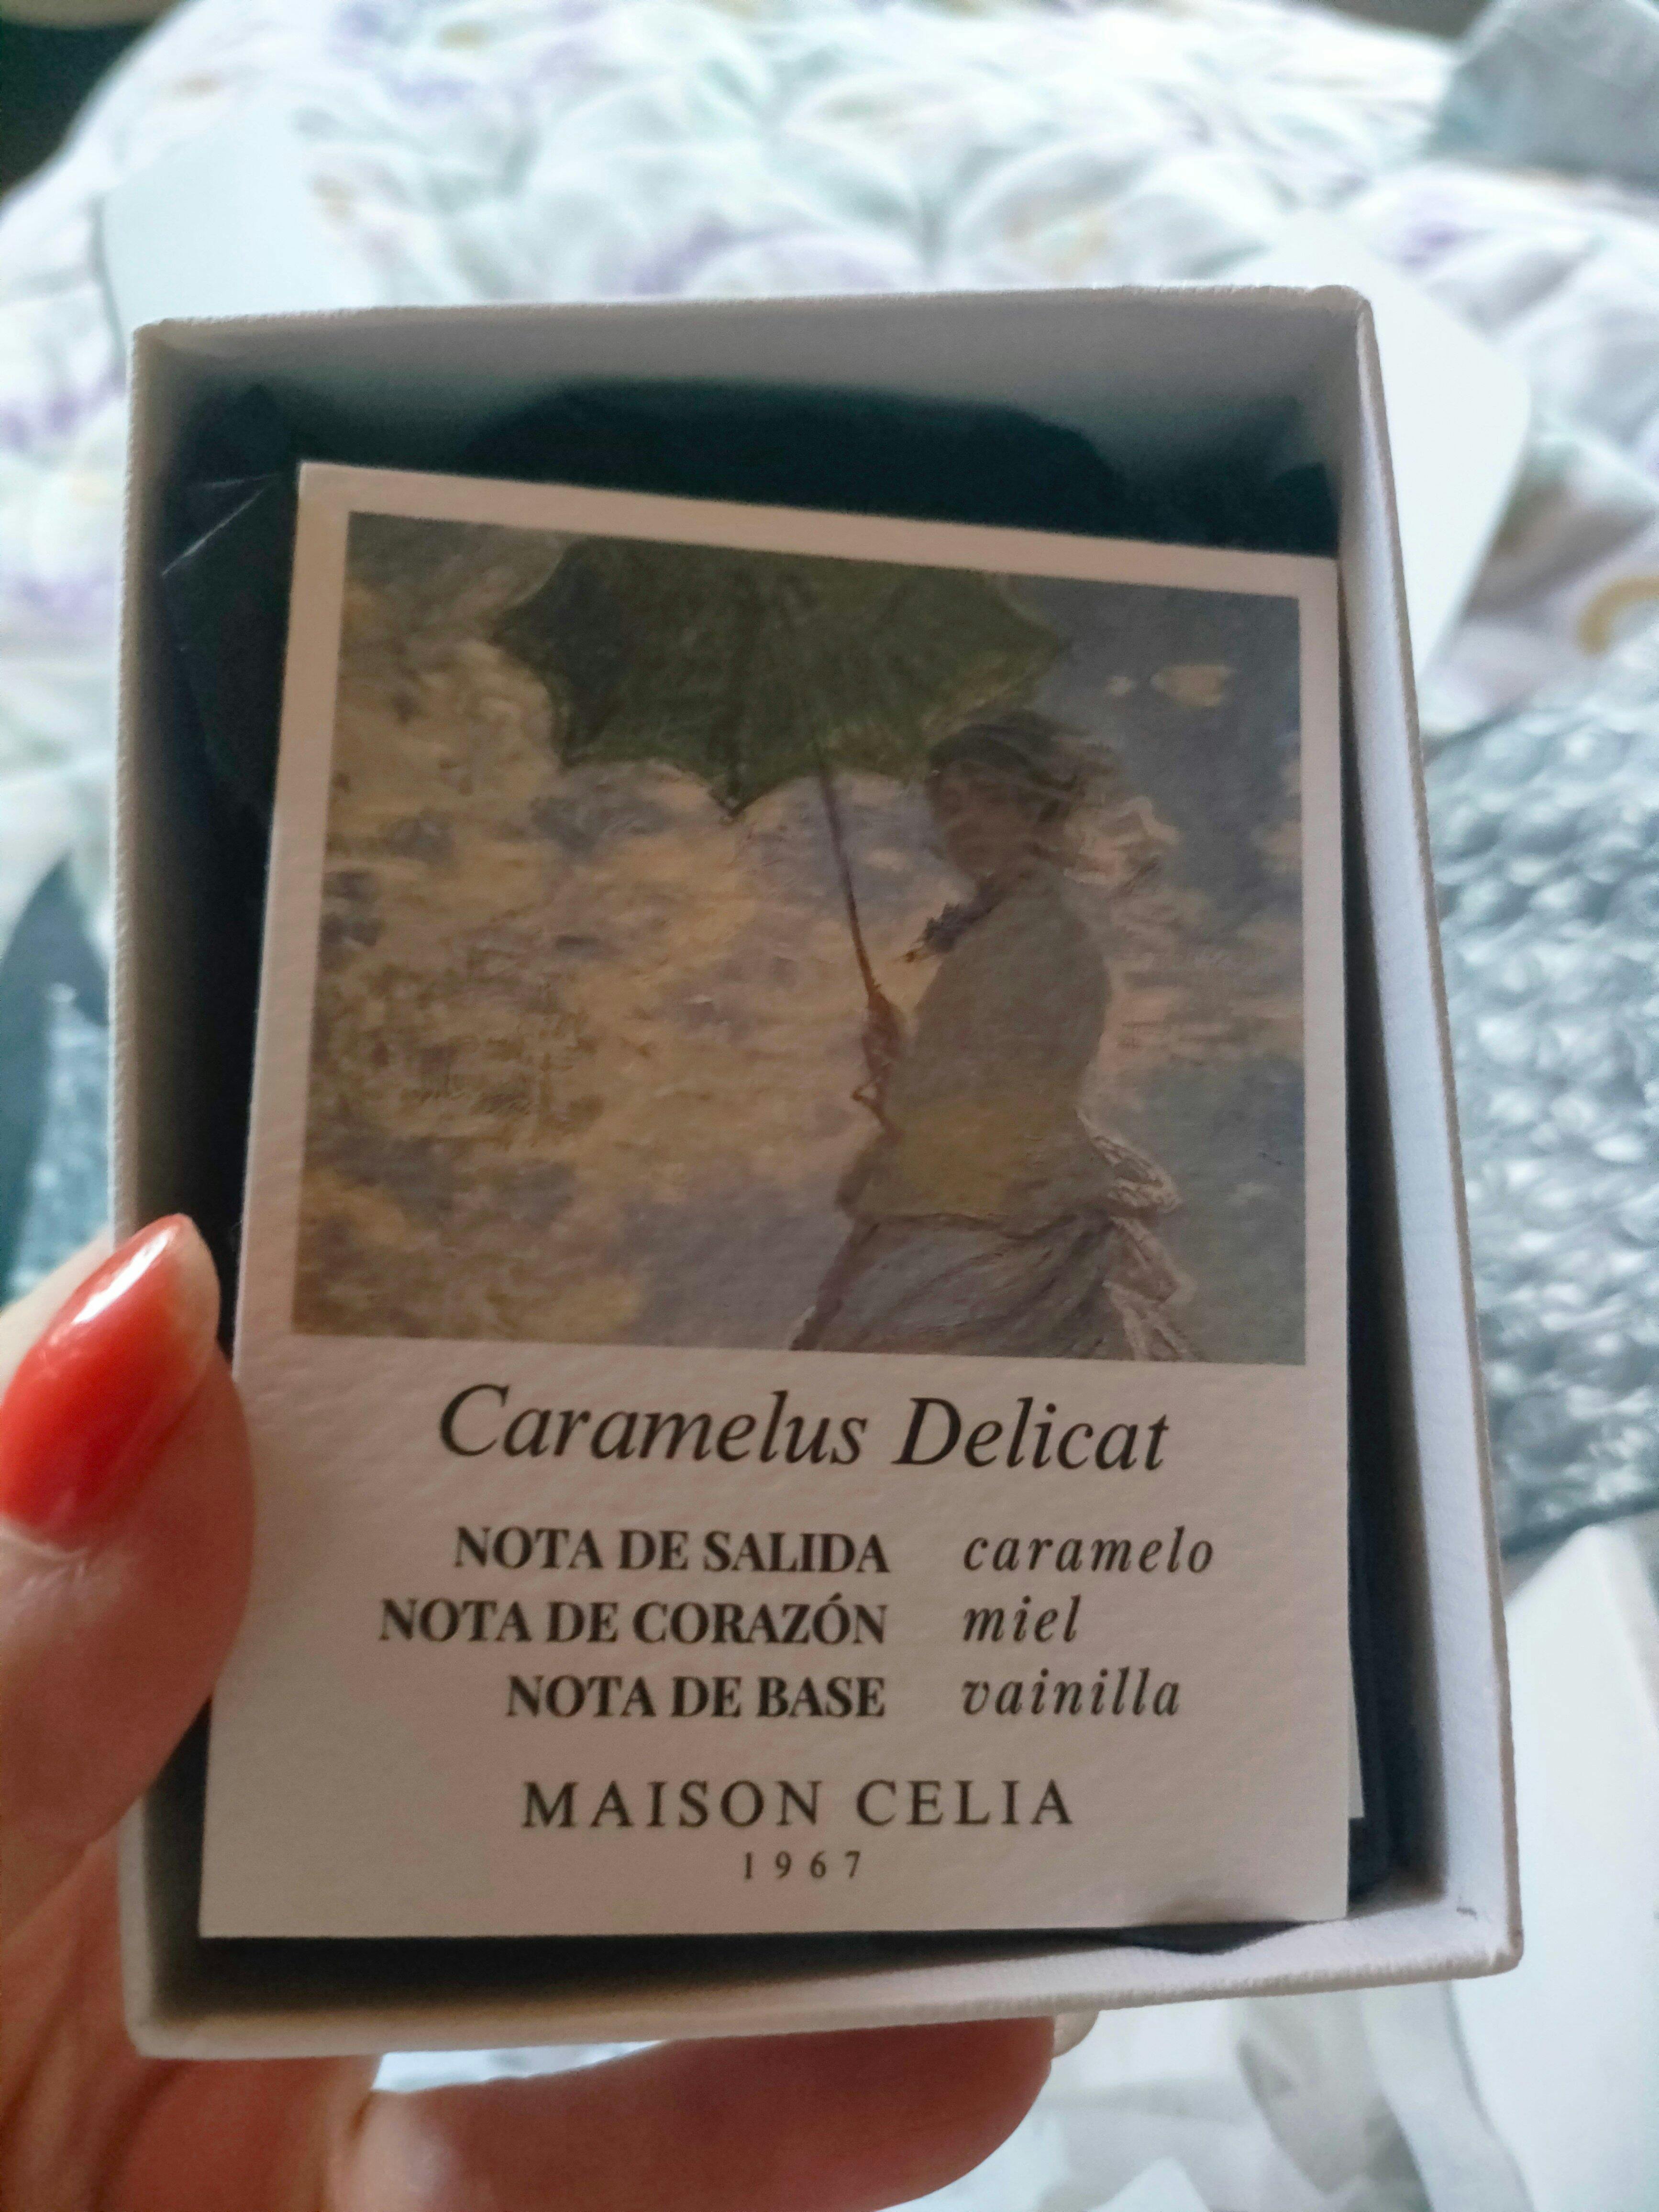 Caramelus Delicat
NOTA DE SALIDA caramelo
NOTA DE CORAZÓN miel
NOTA DE BASE vainilla
MAISON CELIA
1967